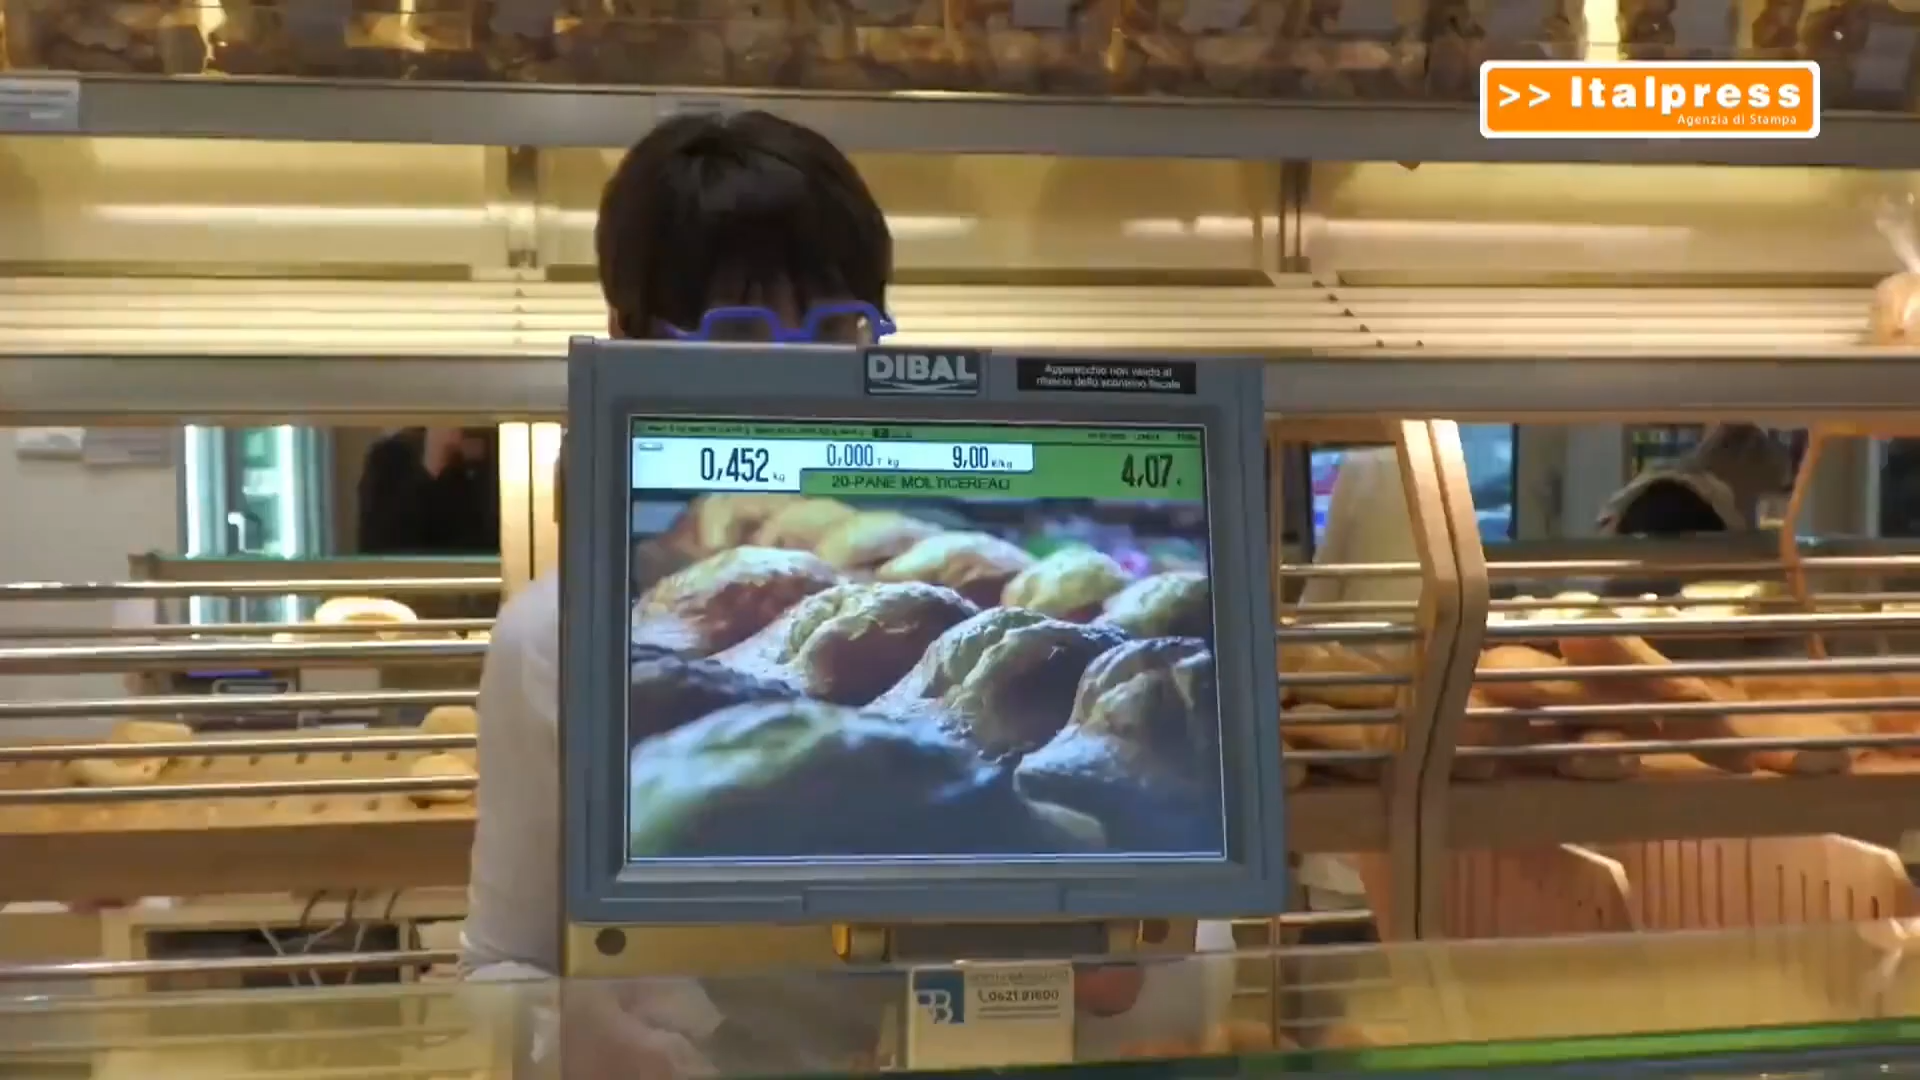 >> Italpress
Agenzia di Stampa
DIBAL
Apparecchio non valido al
rilascio dello scontrino fiscale
0,452 kg
0,000 T kg
9,00 €/kg
4,07 €
20-PANE MOLTICEREALI